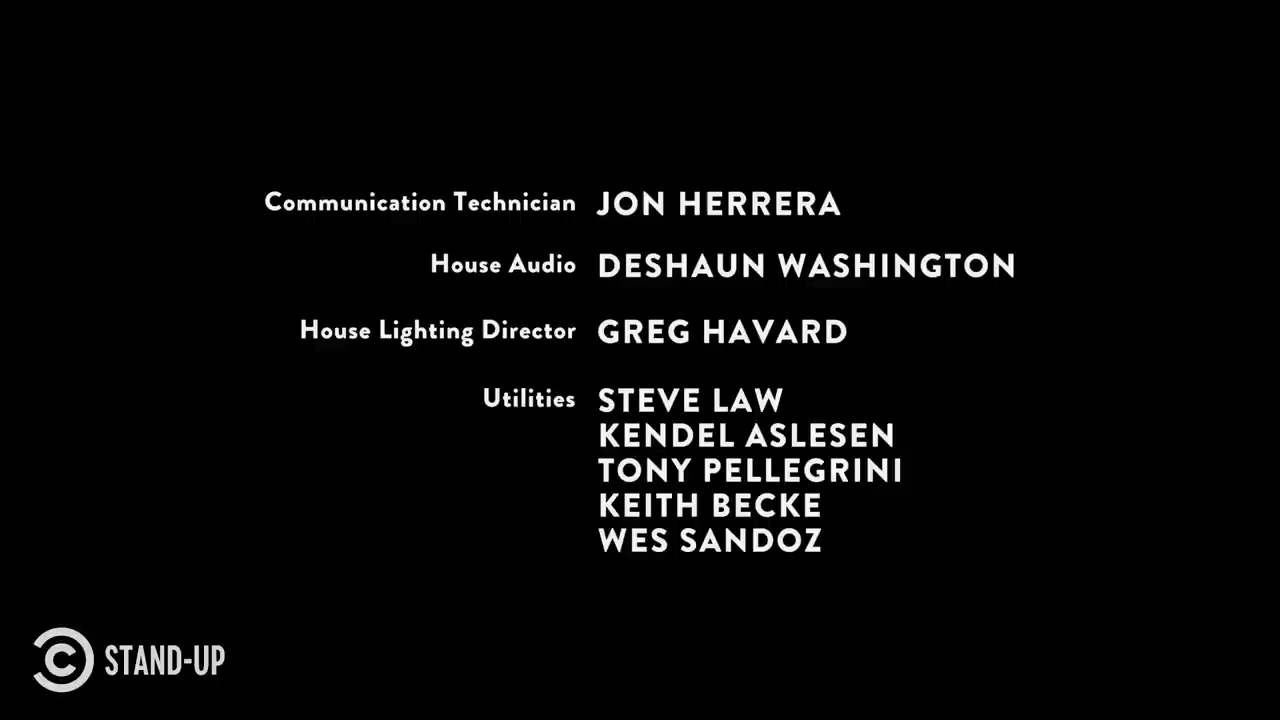 Communication Technician JON HERRERA
House Audio DESHAUN WASHINGTON
House Lighting Director GREG HAVARD
Utilities STEVE LAW
KENDEL ASLESEN
TONY PELLEGRINI
KEITH BECKE
WES SANDOZ
STAND-UP